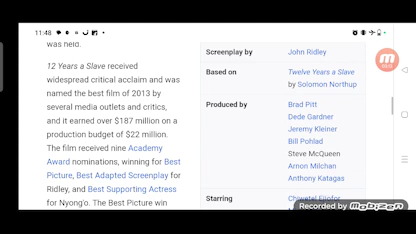 11:48
was held.
12 Years a Slave received
widespread critical acclaim and was
named the best film of 2013 by
several media outlets and critics,
and it earned over $187 million on a
production budget of $22 million.
The film received nine Academy
Award nominations, winning for Best
Picture, Best Adapted Screenplay for
Ridley, and Best Supporting Actress
for Nyong'o. The Best Picture win
Screenplay by John Ridley
Based on Twelve Years a Slave
by Solomon Northup
Produced by Brad Pitt
Dede Gardner
Jeremy Kleiner
Bill Pohlad
Steve McQueen
Arnon Milchan
Anthony Katagas
Starring Chiwetel Ejiofor
Recorded by Mobizen